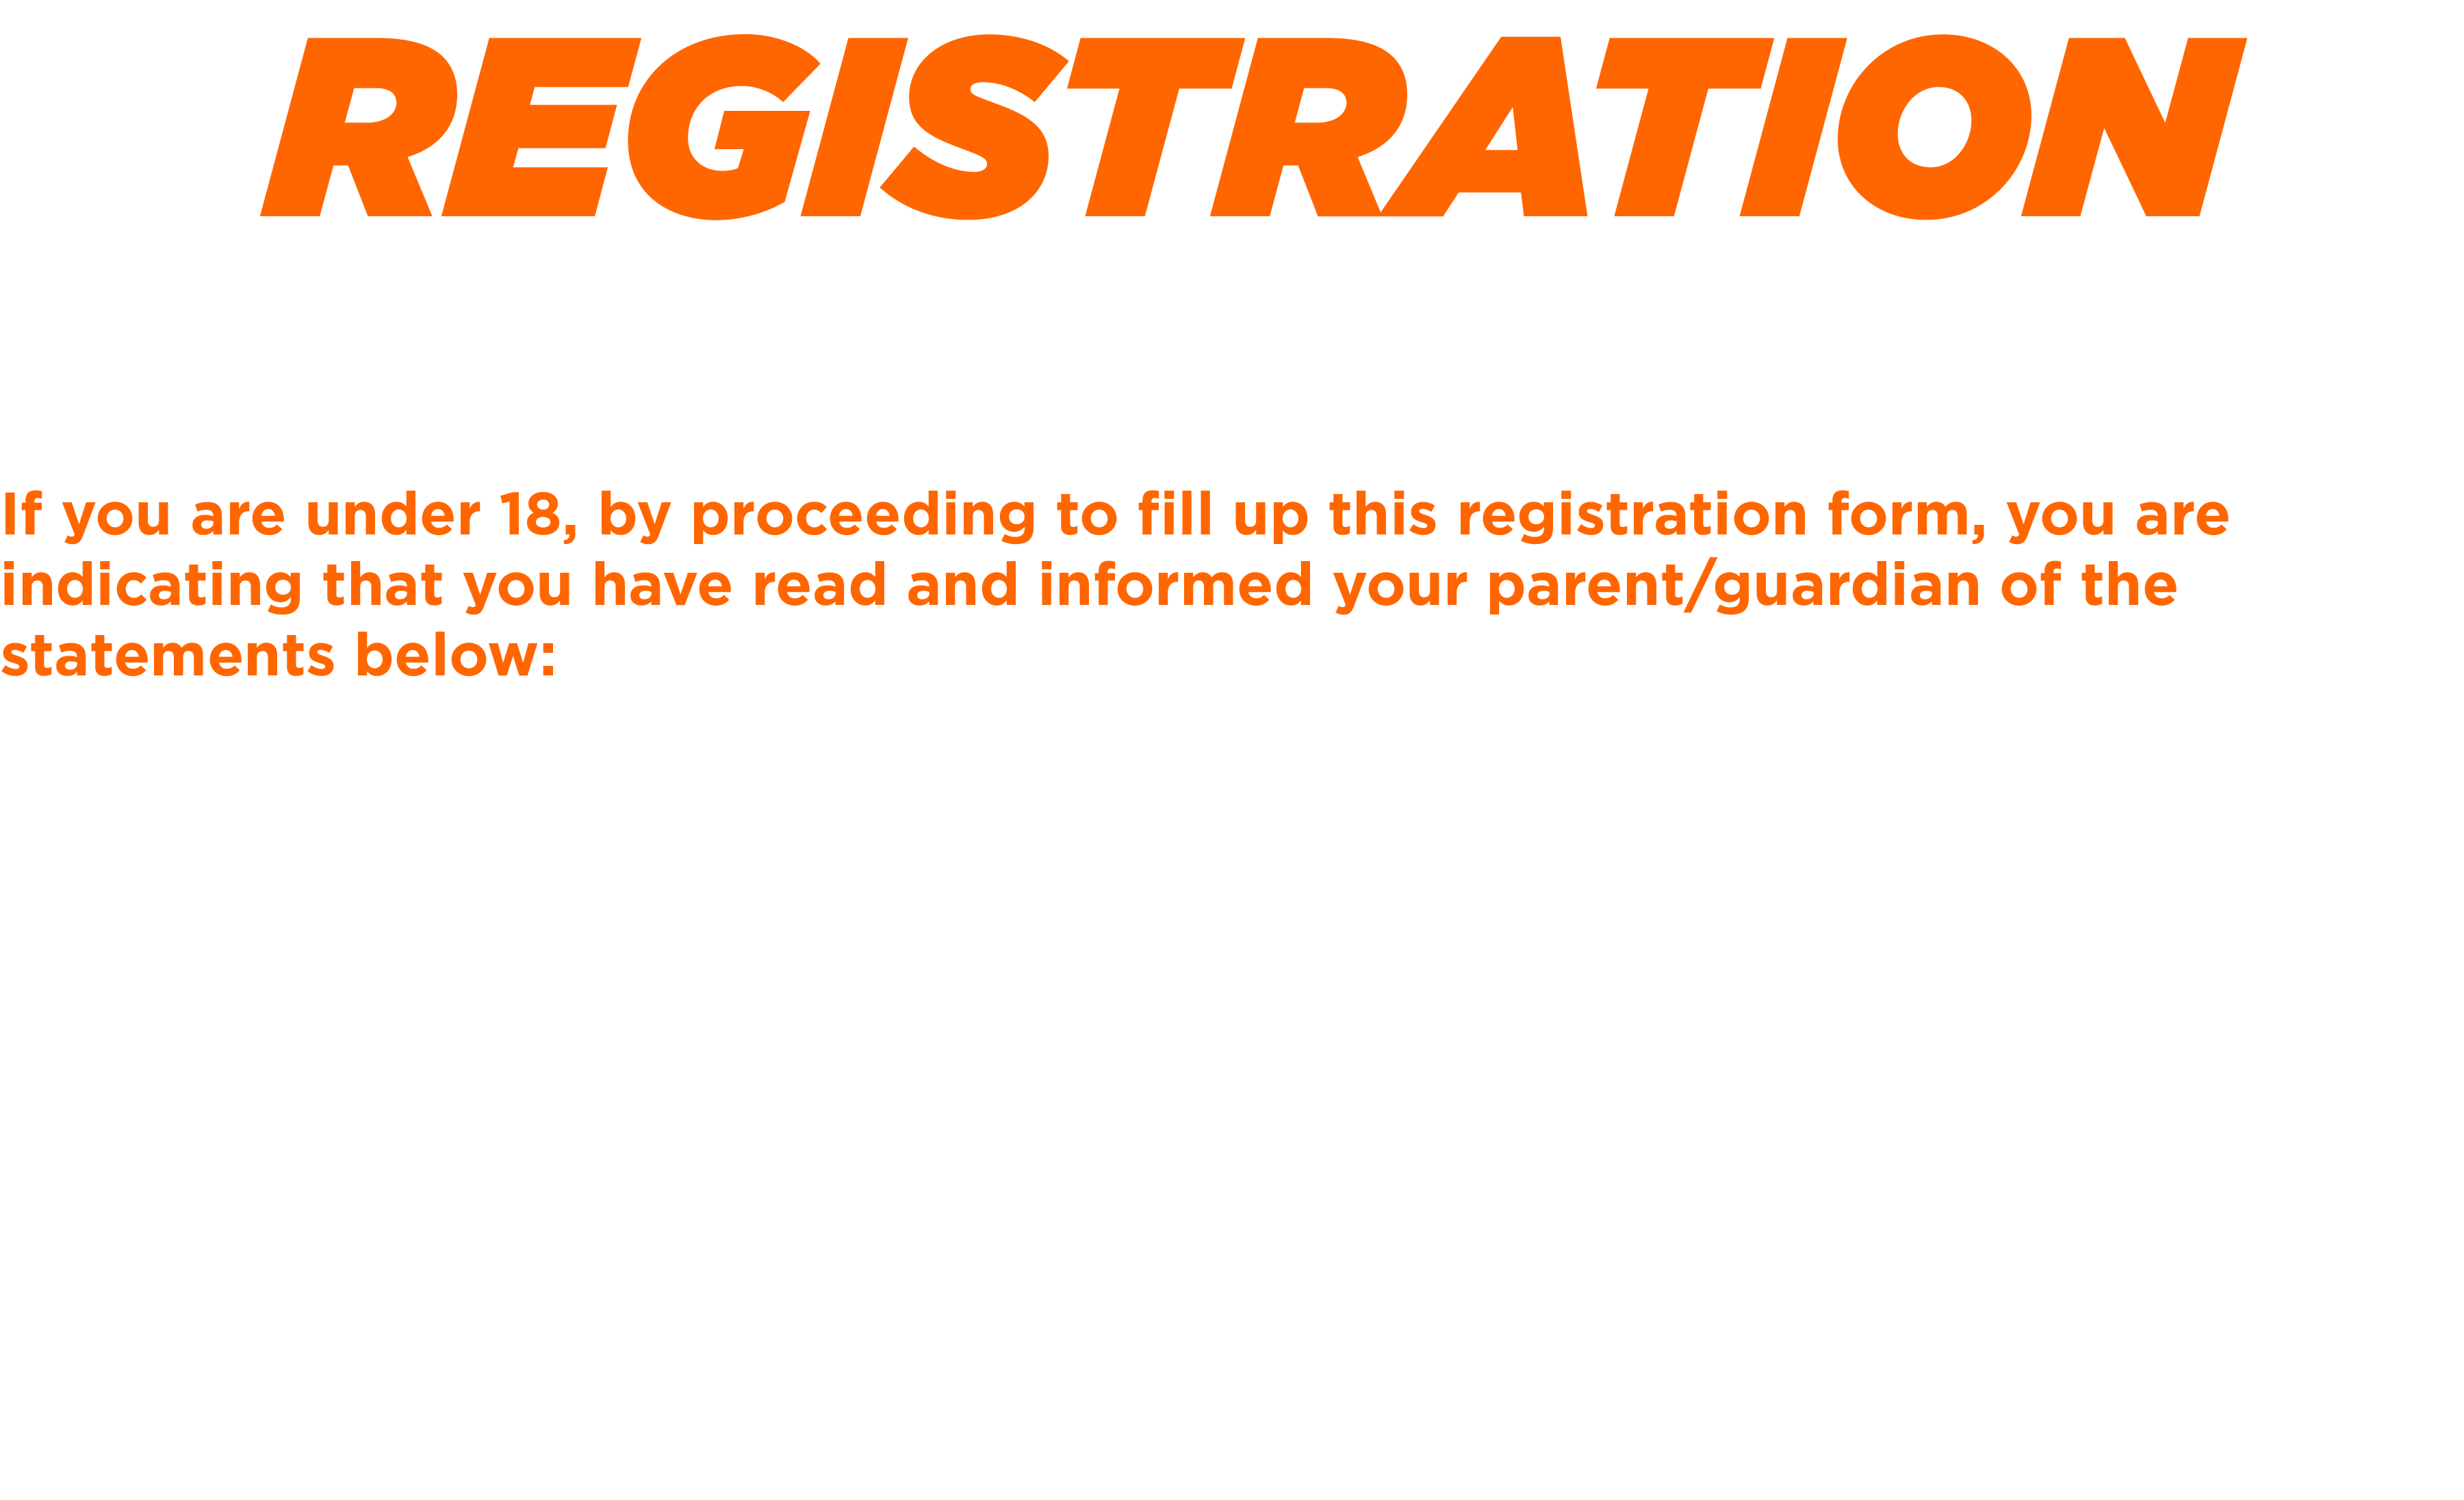 REGISTRATION
If you are under 18, by proceeding to fill up this registration form, you are
indicating that you have read and informed your parent/guardian of the
statements below: